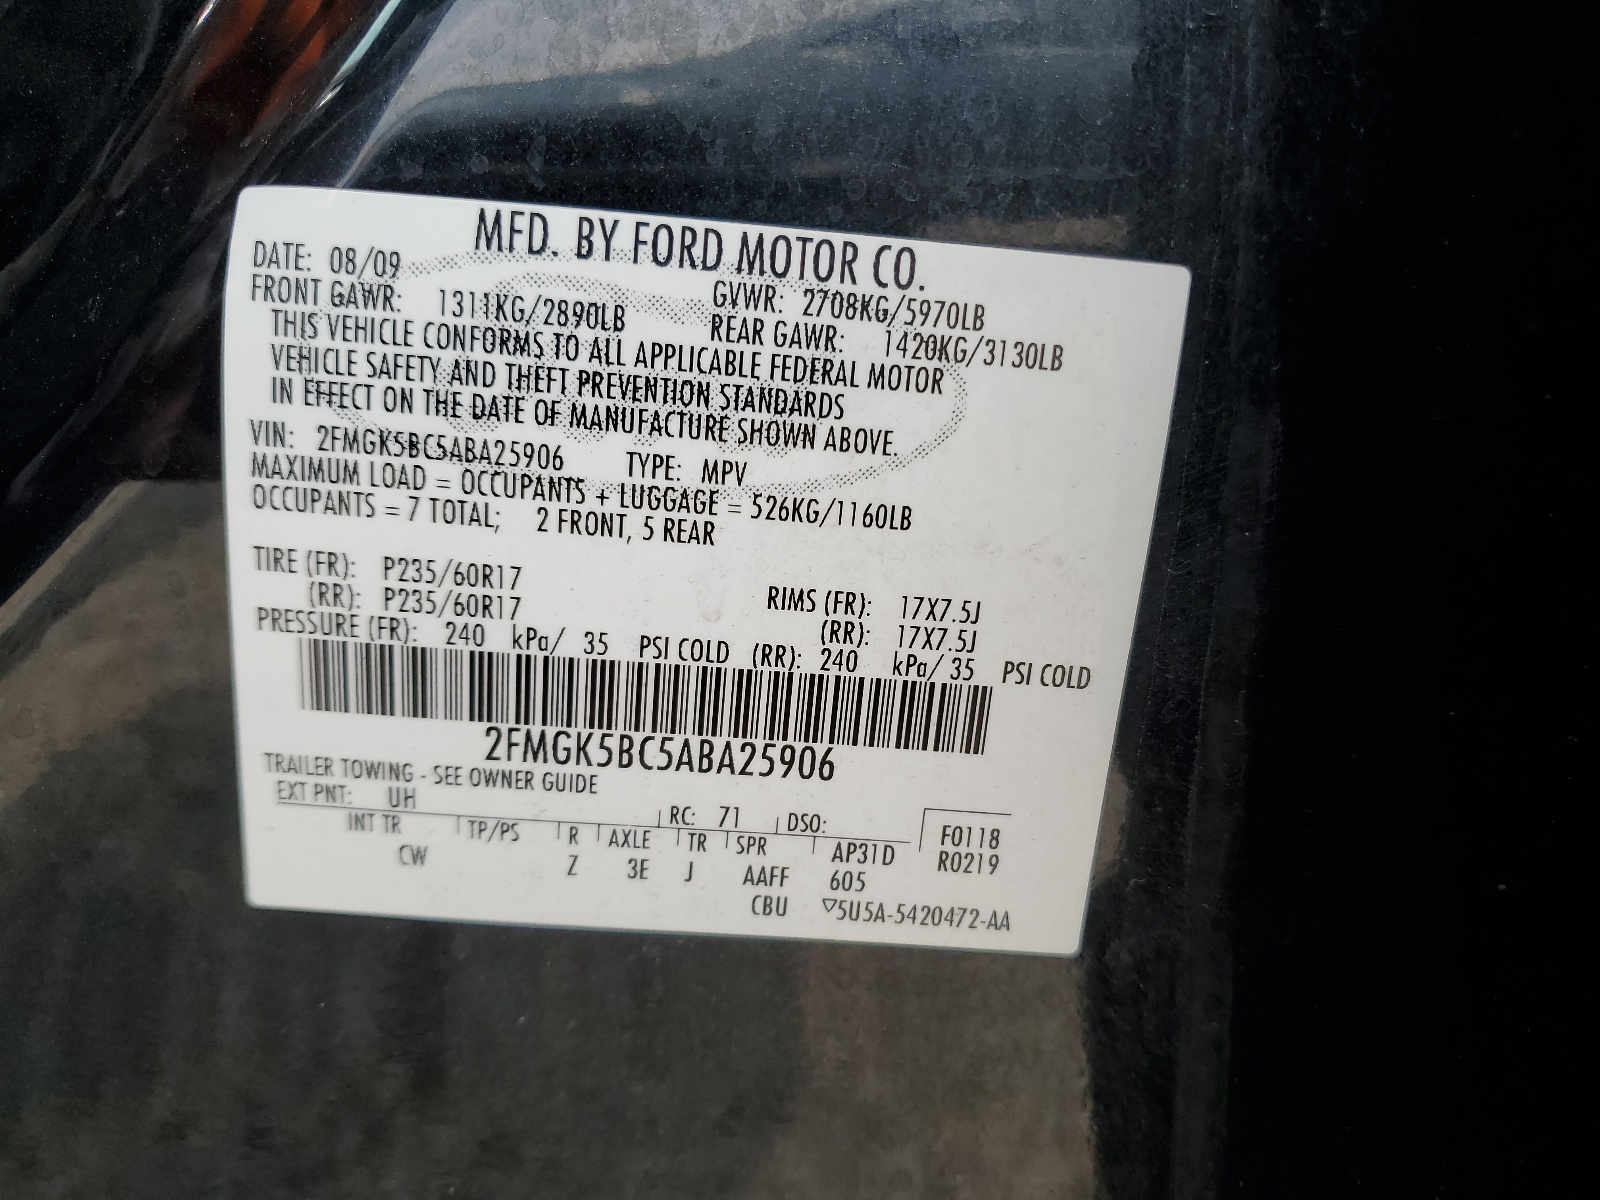 MFD. BY FORD MOTOR CO.
DATE: 08/09 GVWR: 2708KG/5970LB
FRONT GAWR: 1311KG/2890LB REAR GAWR: 1420KG/3130LB
THIS VEHICLE CONFORMS TO ALL APPLICABLE FEDERAL MOTOR
VEHICLE SAFETY AND THEFT PREVENTION STANDARDS
IN EFFECT ON THE DATE OF MANUFACTURE SHOWN ABOVE.
VIN: 2FMGK5BC5ABA25906 TYPE: MPV
MAXIMUM LOAD = OCCUPANTS + LUGGAGE = 526KG/1160LB
OCCUPANTS = 7 TOTAL; 2 FRONT, 5 REAR
TIRE (FR): P235/60R17 RIMS (FR): 17X7.5J
(RR): P235/60R17 (RR): 17X7.5J
PRESSURE (FR): 240 kPa/ 35 PSI COLD (RR): 240 kPa/ 35 PSI COLD
2FMGK5BC5ABA25906
TRAILER TOWING - SEE OWNER GUIDE
EXT PNT: UH RC: 71 DSO: F0118
INT TR TP/PS R AXLE TR SPR AP31D R0219
CW Z 3E J AAFF 605
CBU ▽5U5A-5420472-AA